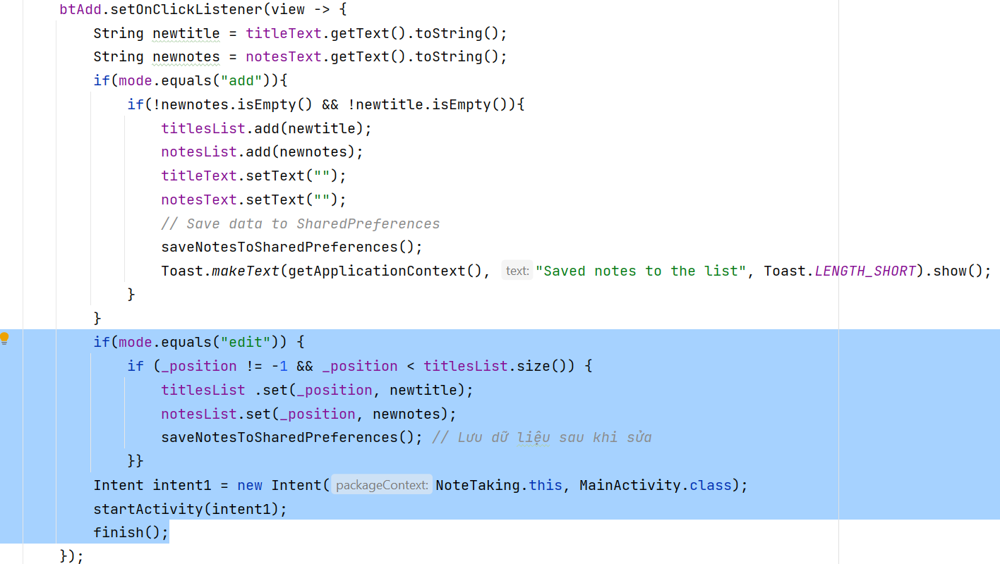 btAdd.setOnClickListener(view -> {
String newtitle = titleText.getText().toString();
String newnotes = notesText.getText().toString();
if(mode.equals("add")){
if(!newnotes.isEmpty() && !newtitle.isEmpty()){
titlesList.add(newtitle);
notesList.add(newnotes);
titleText.setText("");
notesText.setText("");
// Save data to SharedPreferences
saveNotesToSharedPreferences();
Toast.makeText(getApplicationContext(), text: "Saved notes to the list", Toast.LENGTH_SHORT).show();
}
}
if(mode.equals("edit")) {
if (_position != -1 && _position < titlesList.size()) {
titlesList .set(_position, newtitle);
notesList.set(_position, newnotes);
saveNotesToSharedPreferences(); // Lưu dữ liệu sau khi sửa
}}
Intent intent1 = new Intent( packageContext: NoteTaking.this, MainActivity.class);
startActivity(intent1);
finish();
});